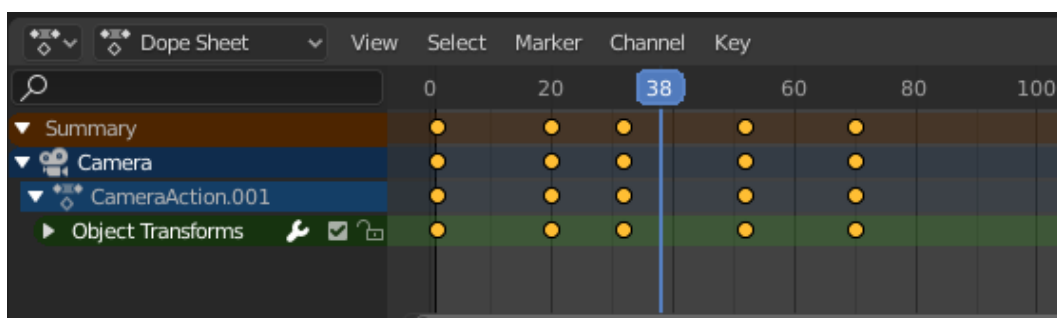 Dope Sheet View Select Marker Channel Key
0 20 38 60 80 100
Summary
Camera
CameraAction.001
Object Transforms